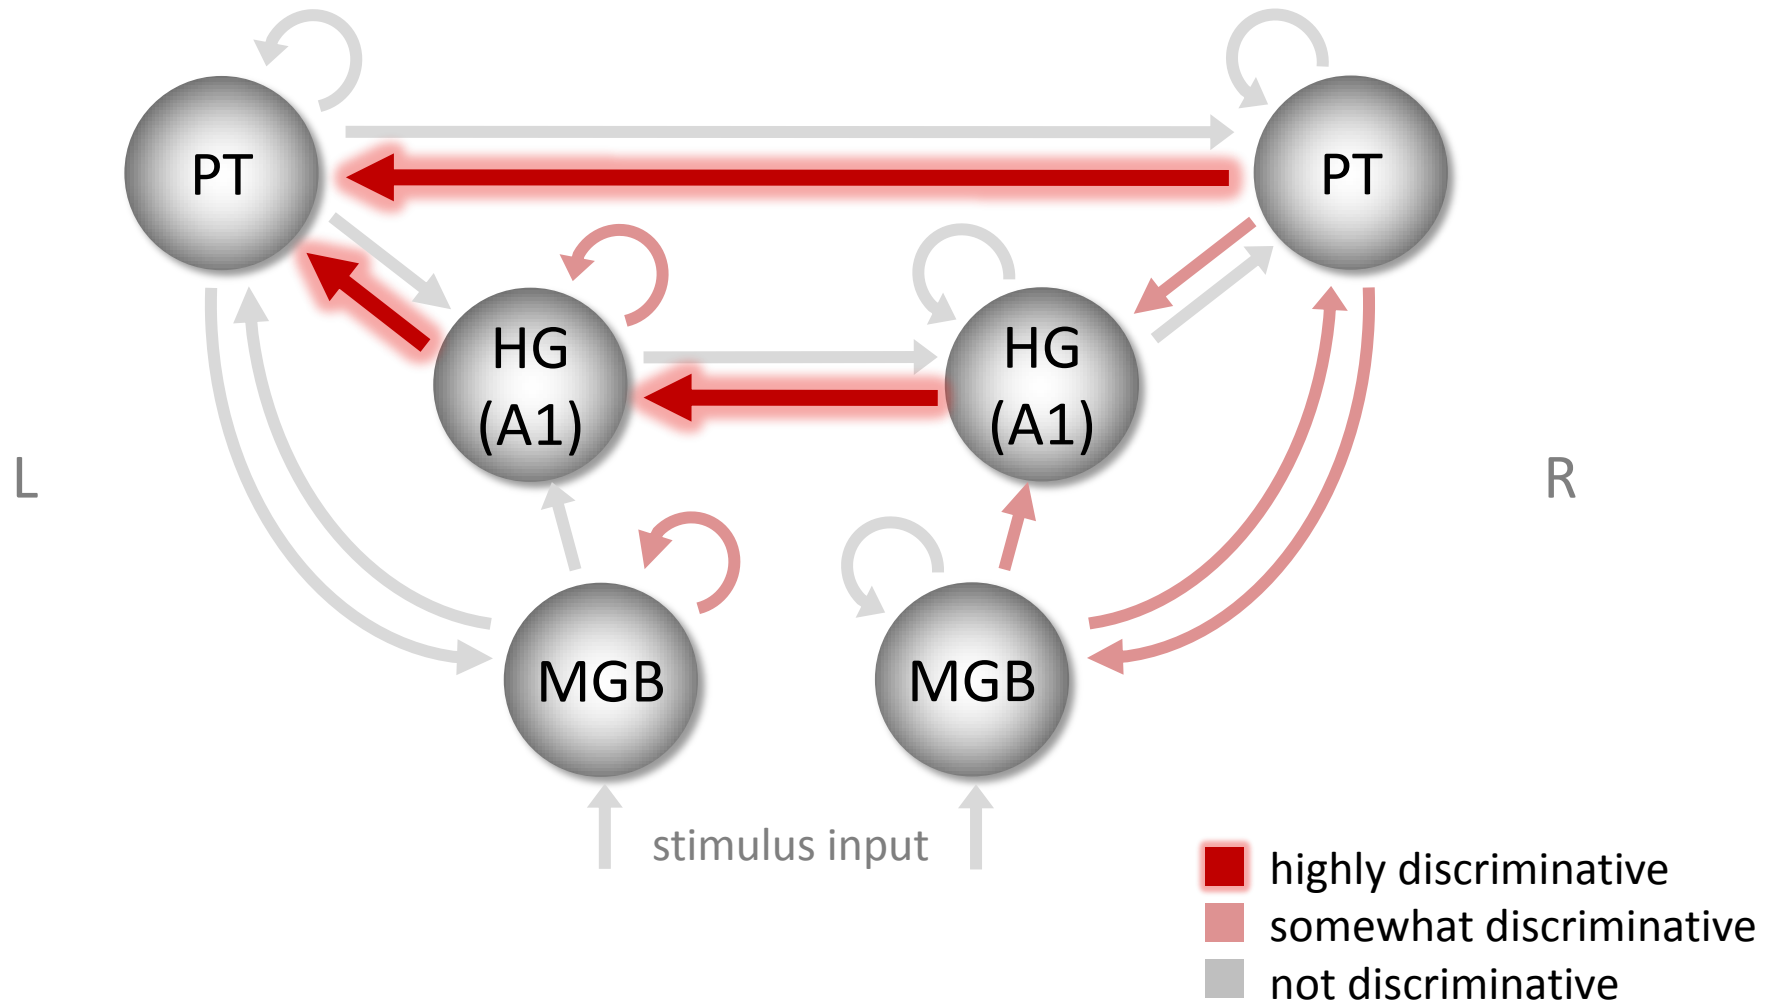 PT
PT
HG
(A1)
HG
(A1)
L
R
MGB
MGB
stimulus input
highly discriminative
somewhat discriminative
not discriminative